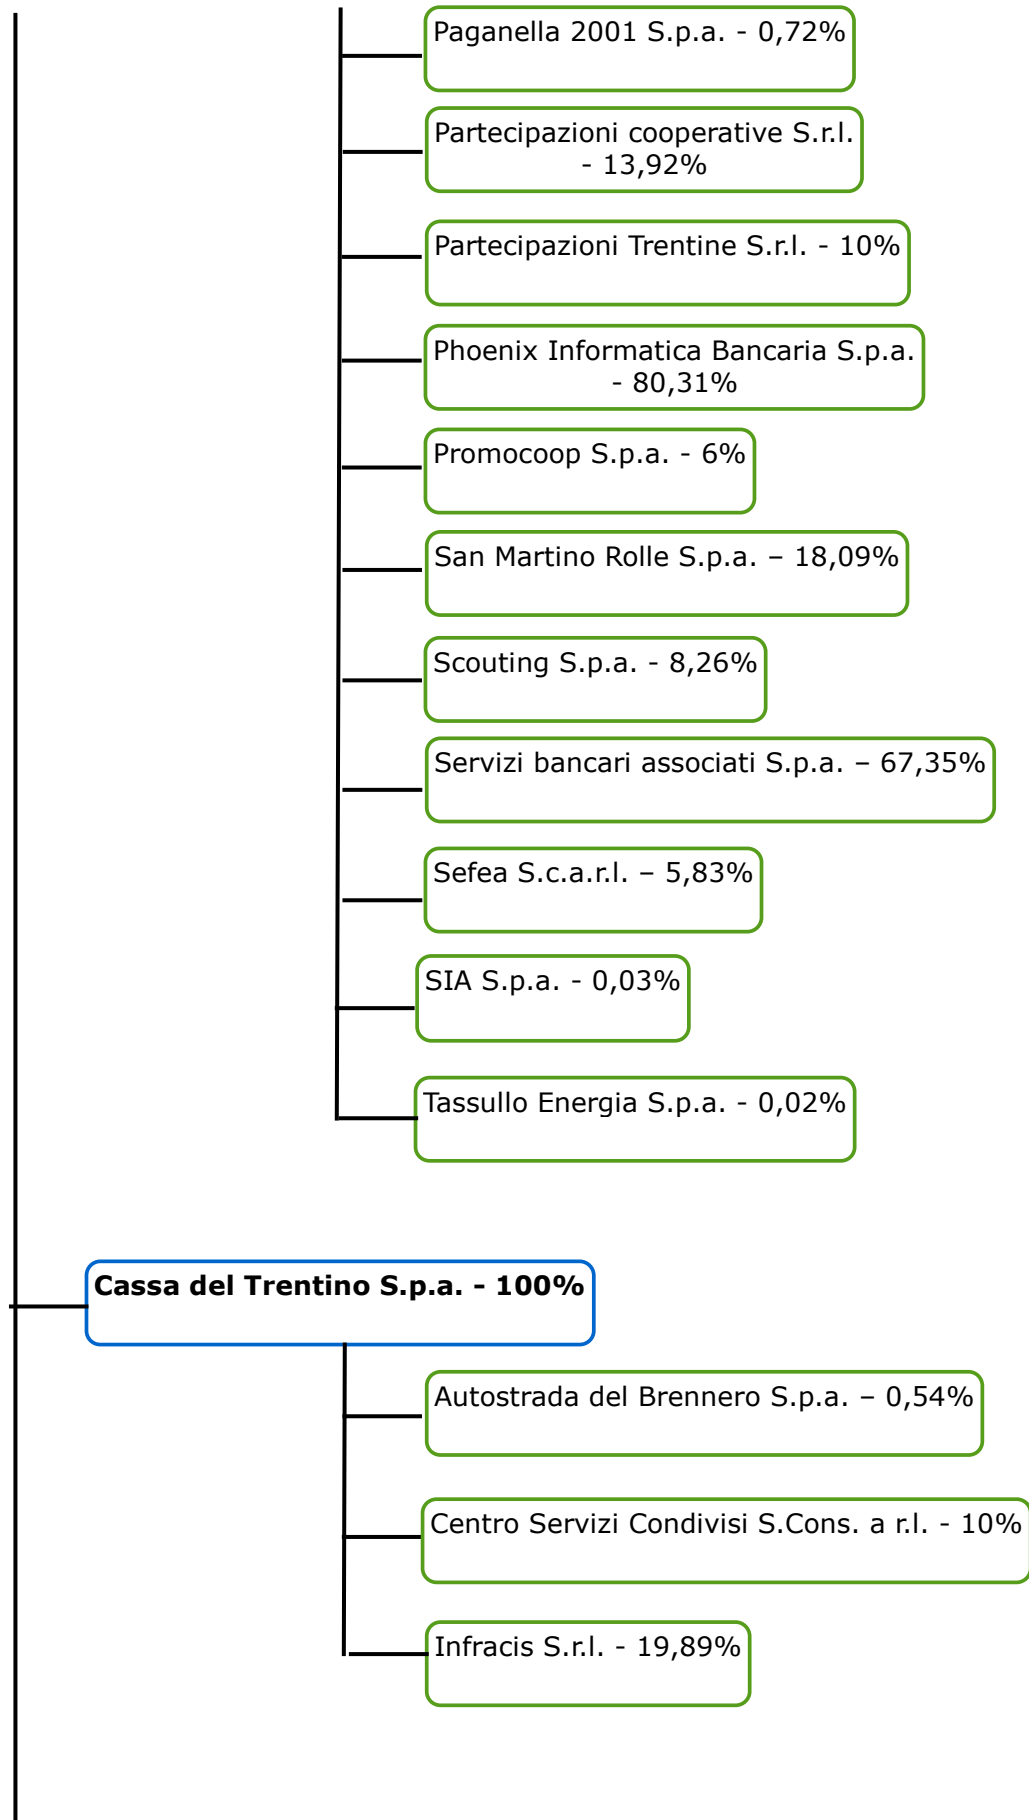 Paganella 2001 S.p.a. - 0,72%
Partecipazioni cooperative S.r.l.
- 13,92%
Partecipazioni Trentine S.r.l. - 10%
Phoenix Informatica Bancaria S.p.a.
- 80,31%
Promocoop S.p.a. - 6%
San Martino Rolle S.p.a. – 18,09%
Scouting S.p.a. - 8,26%
Servizi bancari associati S.p.a. – 67,35%
Sefea S.c.a.r.l. – 5,83%
SIA S.p.a. - 0,03%
Tassullo Energia S.p.a. - 0,02%
Cassa del Trentino S.p.a. - 100%
Autostrada del Brennero S.p.a. – 0,54%
Centro Servizi Condivisi S.Cons. a r.l. - 10%
Infracis S.r.l. - 19,89%